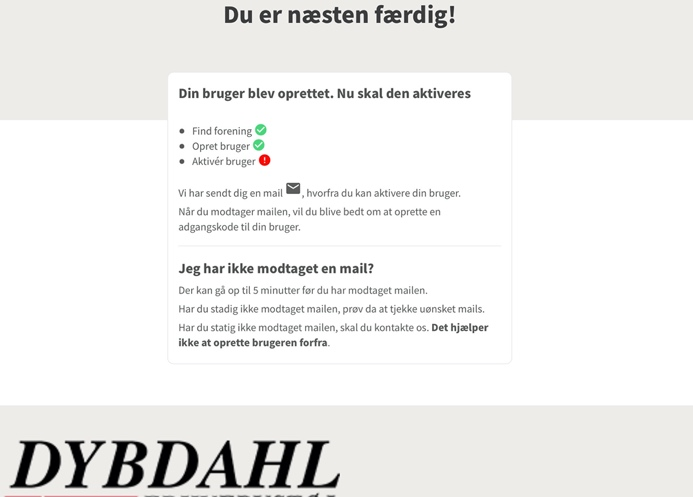 Du er næsten færdig!
Din bruger blev oprettet. Nu skal den aktiveres
Find forening
Opret bruger
Aktivér bruger
Vi har sendt dig en mail , hvorfra du kan aktivere din bruger.
Når du modtager mailen, vil du blive bedt om at oprette en
adgangskode til din bruger.
Jeg har ikke modtaget en mail?
Der kan gå op til 5 minutter før du har modtaget mailen.
Har du stadig ikke modtaget mailen, prøv da at tjekke uønsket mails.
Har du statig ikke modtaget mailen, skal du kontakte os. Det hjælper
ikke at oprette brugeren forfra.
DYBDAHL